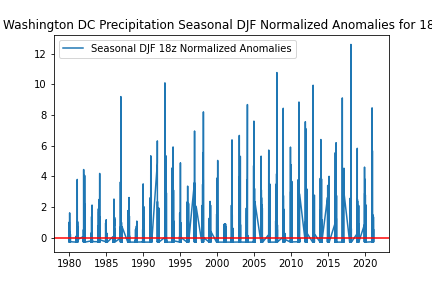 Washington DC Precipitation Seasonal DJF Normalized Anomalies for 18
Seasonal DJF 18z Normalized Anomalies
12
10
8
6
4
2
0
1980 1985 1990 1995 2000 2005 2010 2015 2020